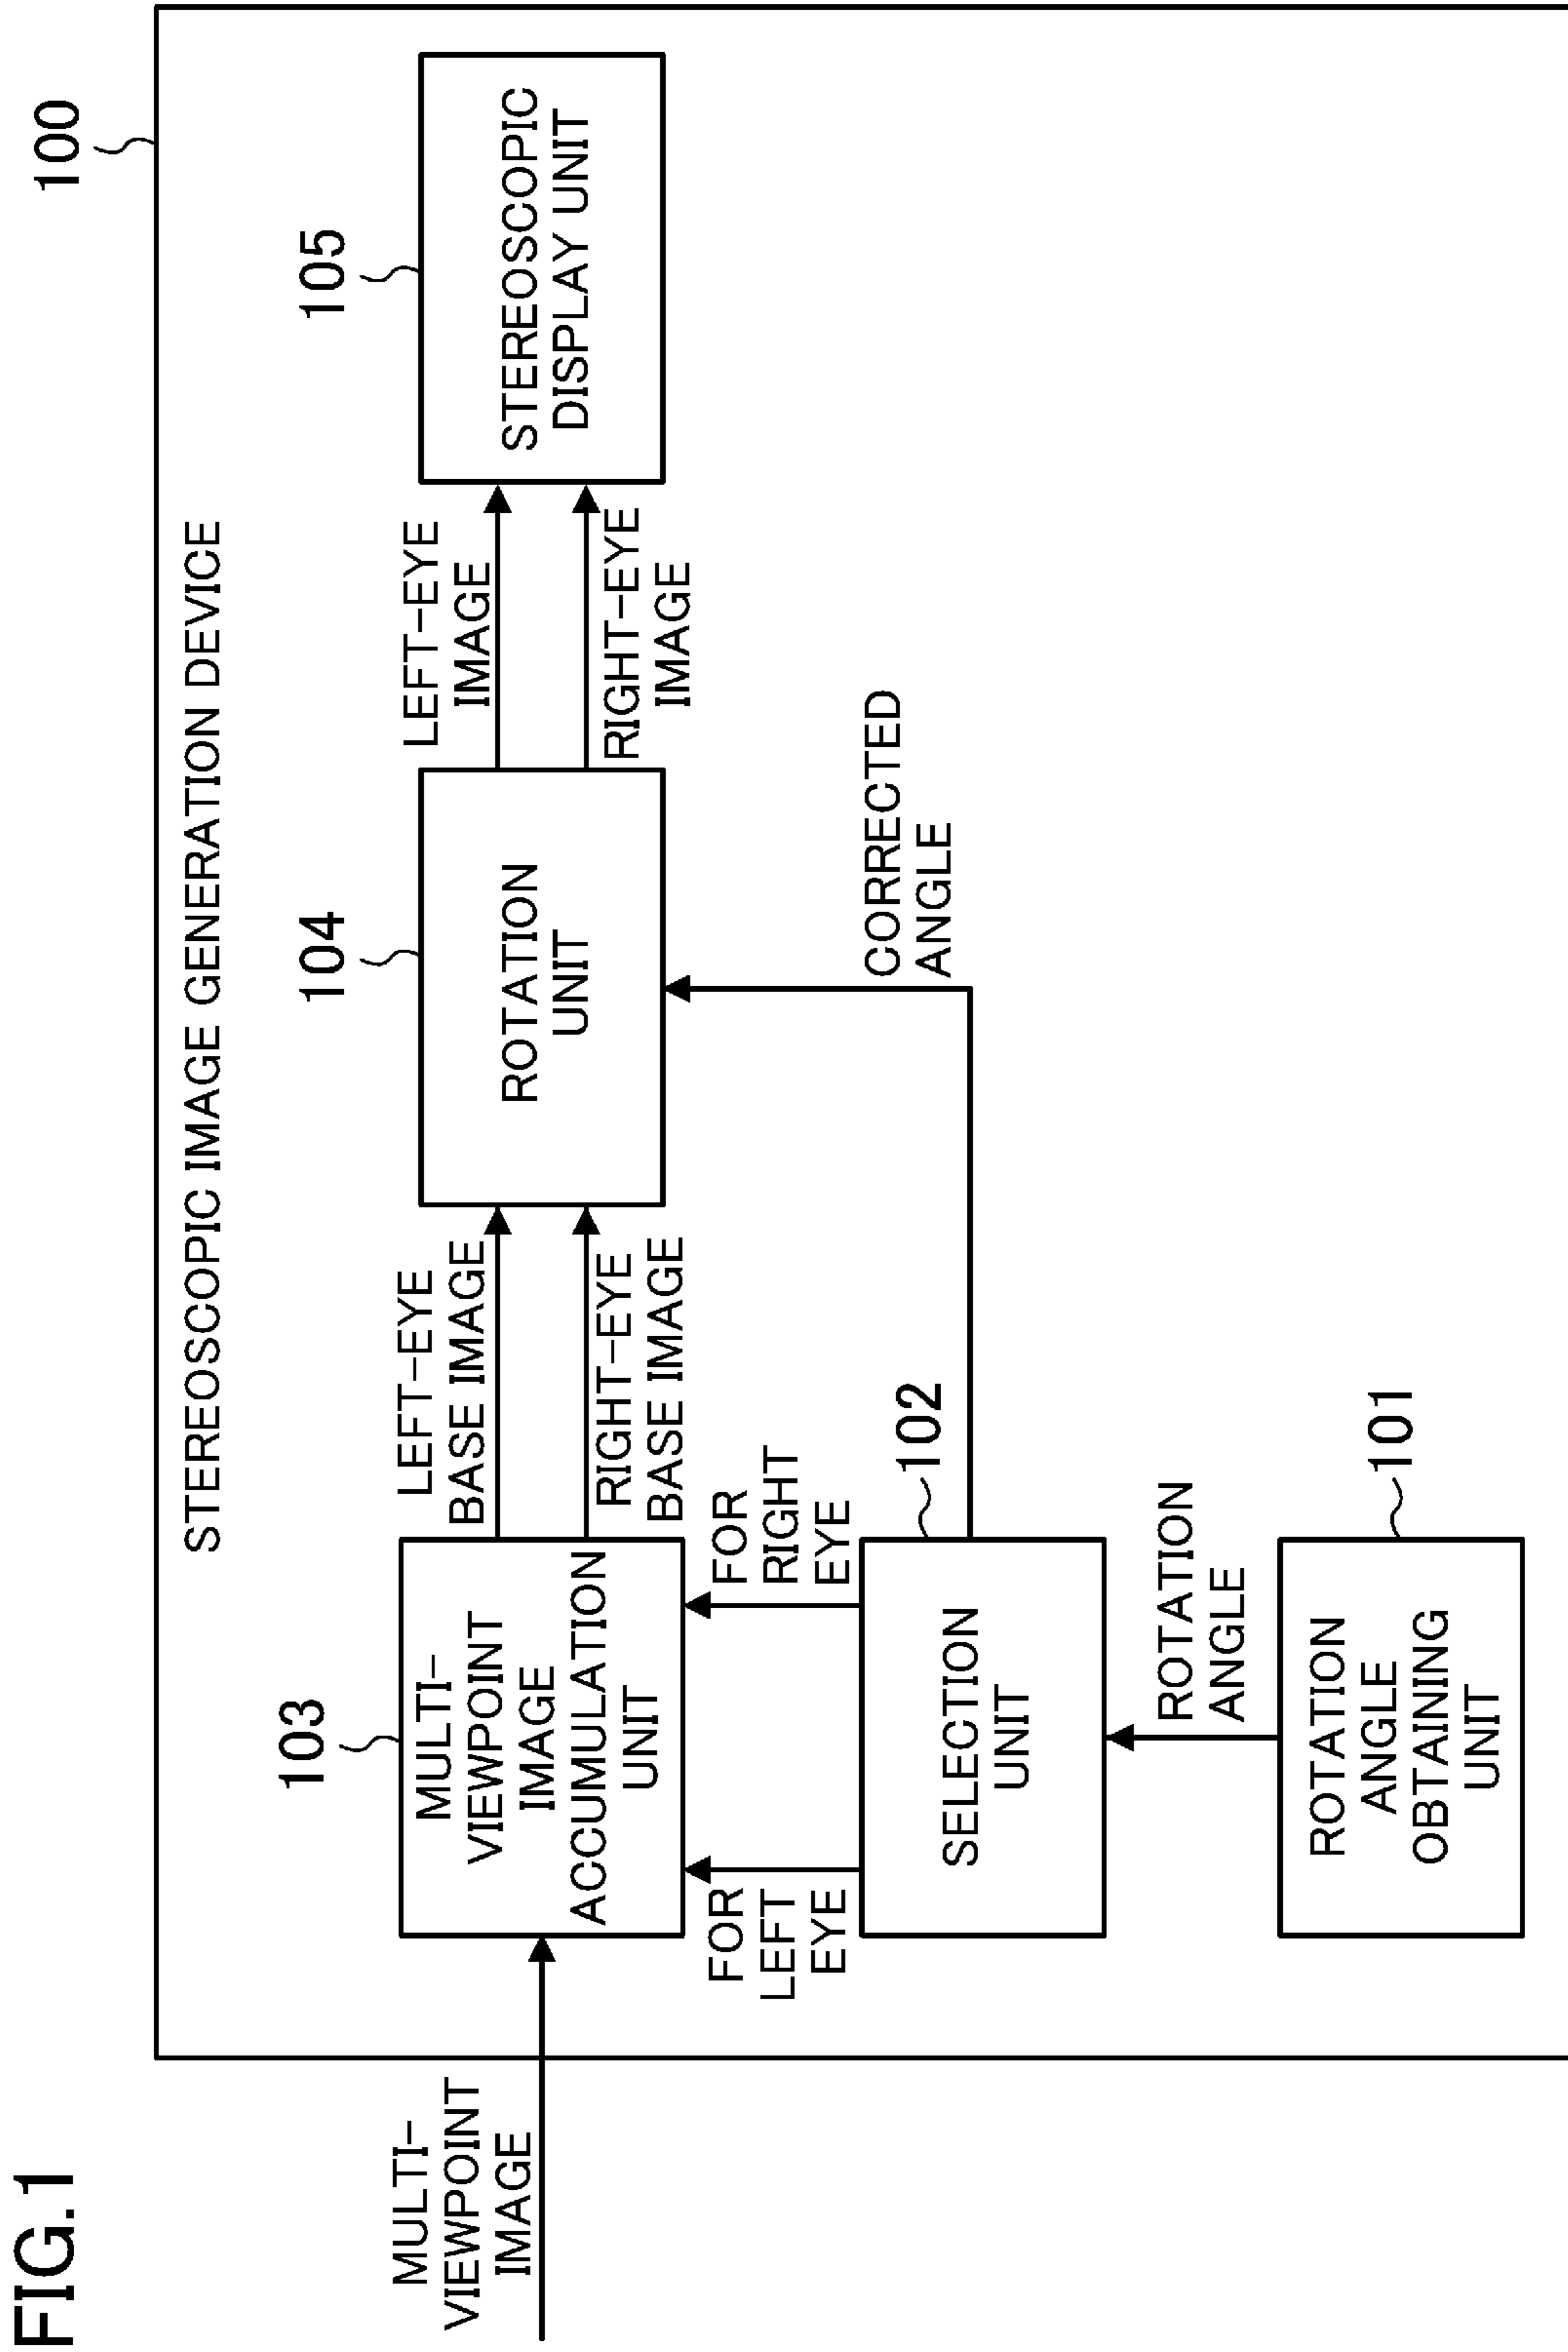 FIG.1
100
STEREOSCOPIC IMAGE GENERATION DEVICE
MULTI-
VIEWPOINT
IMAGE
103
MULTI-
VIEWPOINT
IMAGE
ACCUMULATION
UNIT
LEFT-EYE
BASE IMAGE
RIGHT-EYE
BASE IMAGE
104
ROTATION
UNIT
LEFT-EYE
IMAGE
RIGHT-EYE
IMAGE
105
STEREOSCOPIC
DISPLAY UNIT
FOR
LEFT
EYE
FOR
RIGHT
EYE
CORRECTED
ANGLE
102
SELECTION
UNIT
ROTATION
ANGLE
101
ROTATION
ANGLE
OBTAINING
UNIT